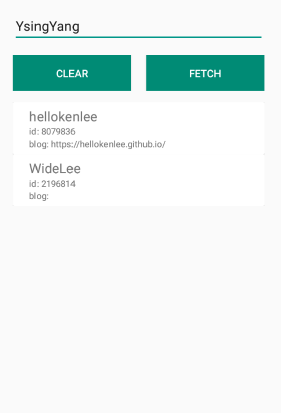 YsingYang
CLEAR
FETCH
hellokenlee
id: 8079836
blog: https://hellokenlee.github.io/
WideLee
id: 2196814
blog: